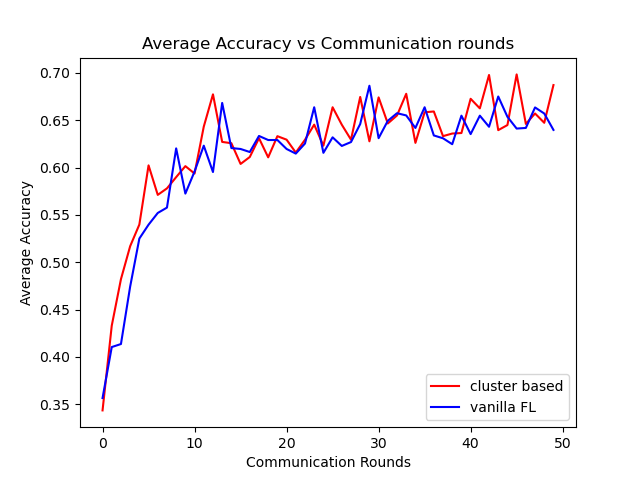 Average Accuracy vs Communication rounds
Average Accuracy
0.70
0.65
0.60
0.55
0.50
0.45
0.40
0.35
0 10 20 30 40 50
Communication Rounds
cluster based
vanilla FL